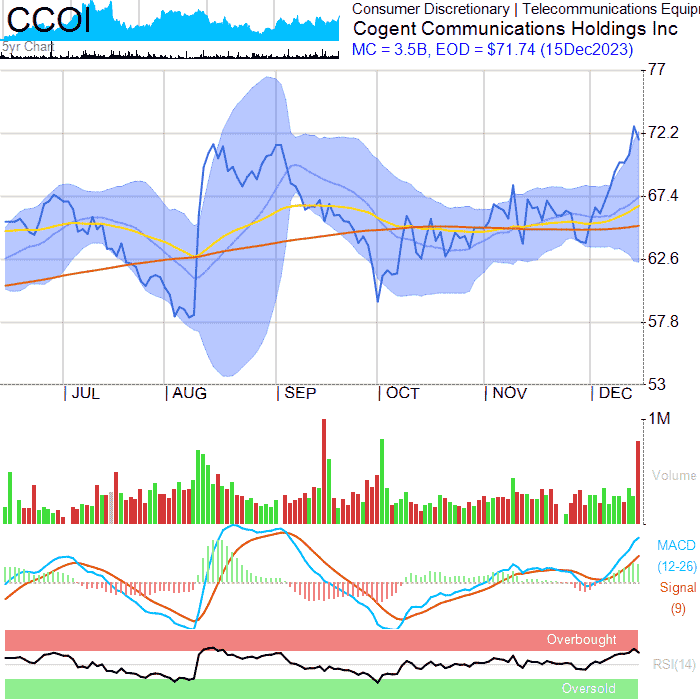 CCOI
5yr Chart
Consumer Discretionary | Telecommunications Equip
Cogent Communications Holdings Inc
MC = 3.5B, EOD = $71.74 (15Dec2023)
77
72.2
67.4
62.6
57.8
53
| JUL | AUG | SEP | OCT | NOV | DEC
1M
Volume
MACD
(12-26)
Signal
(9)
Overbought
RSI(14)
Oversold